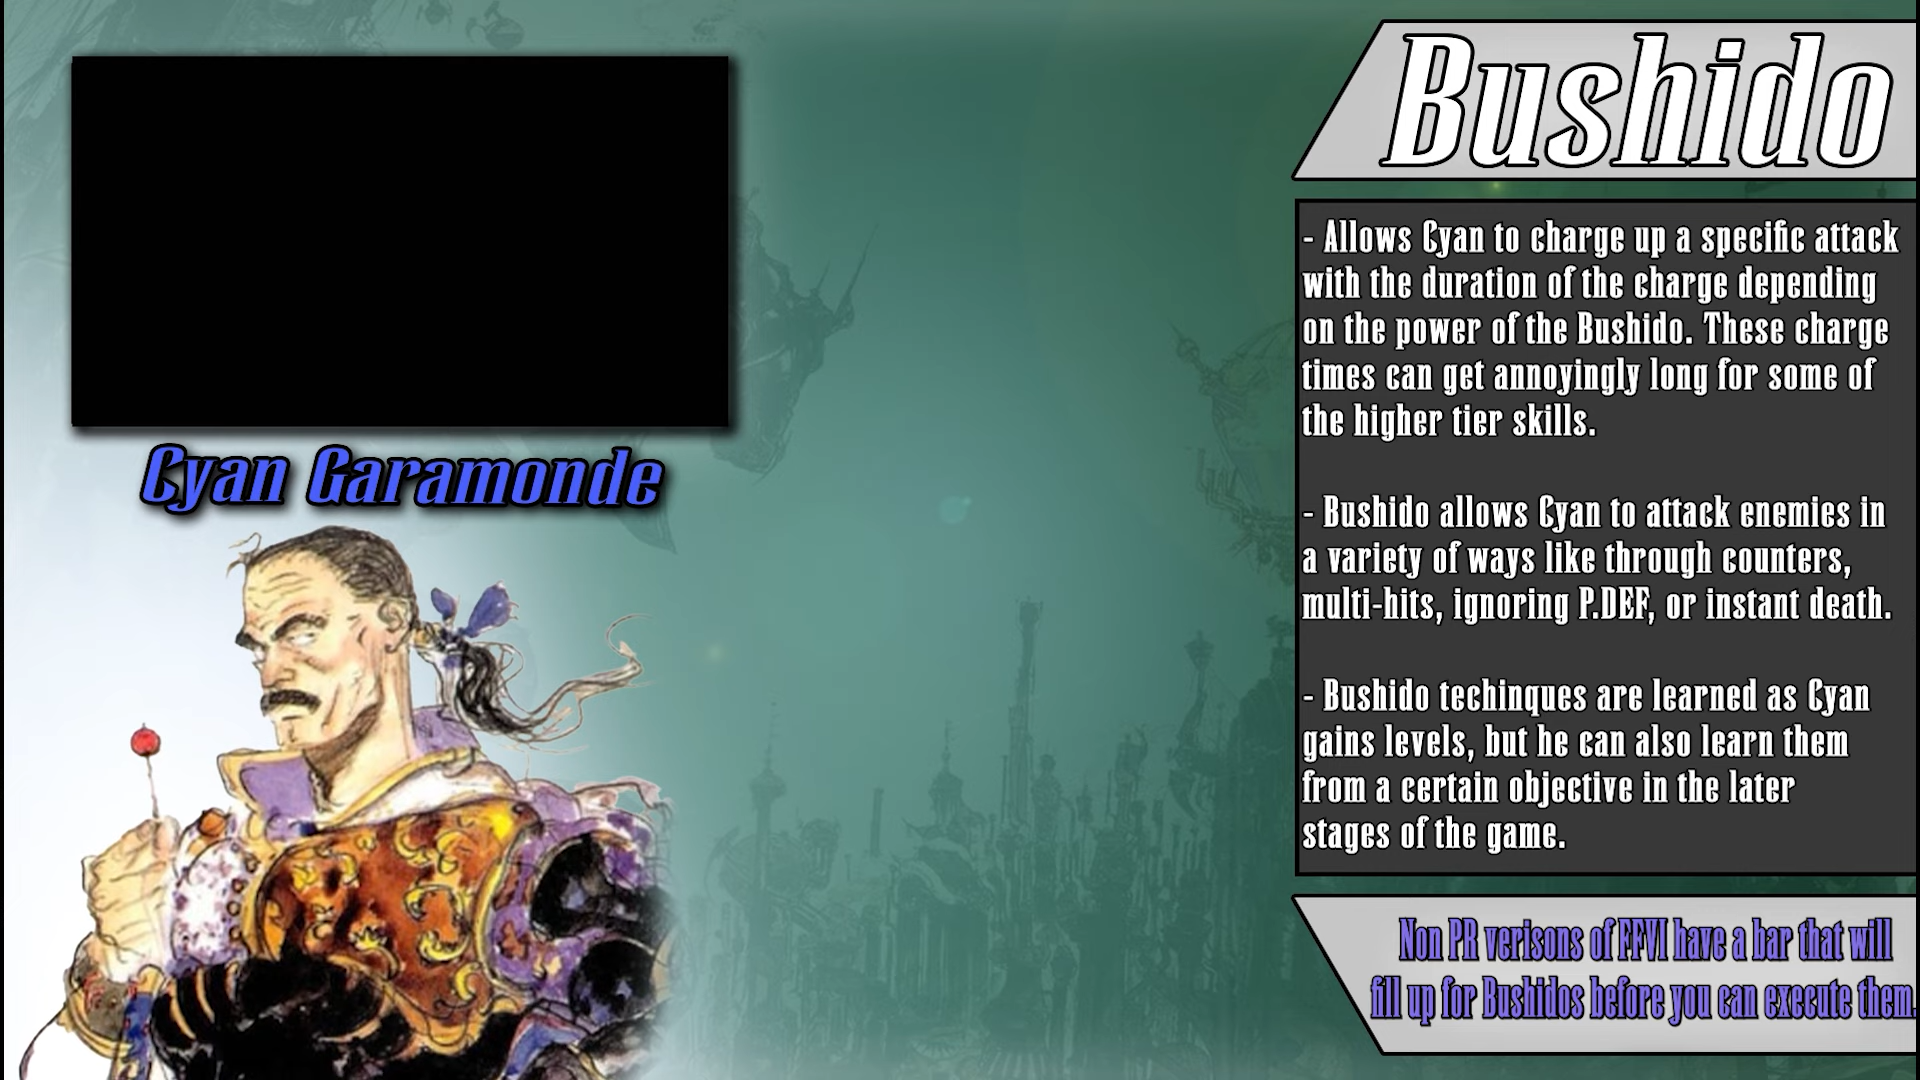 Bushido
- Allows Cyan to charge up a specific attack
with the duration of the charge depending
on the power of the Bushido. These charge
times can get annoyingly long for some of
the higher tier skills.
- Bushido allows Cyan to attack enemies in
a variety of ways like through counters,
multi-hits, ignoring P.DEF, or instant death.
- Bushido techinques are learned as Cyan
gains levels, but he can also learn them
from a certain objective in the later
stages of the game.
Non PR verisons of FFVI have a bar that will
fill up for Bushidos before you can execute them.
Cyan Garamonde